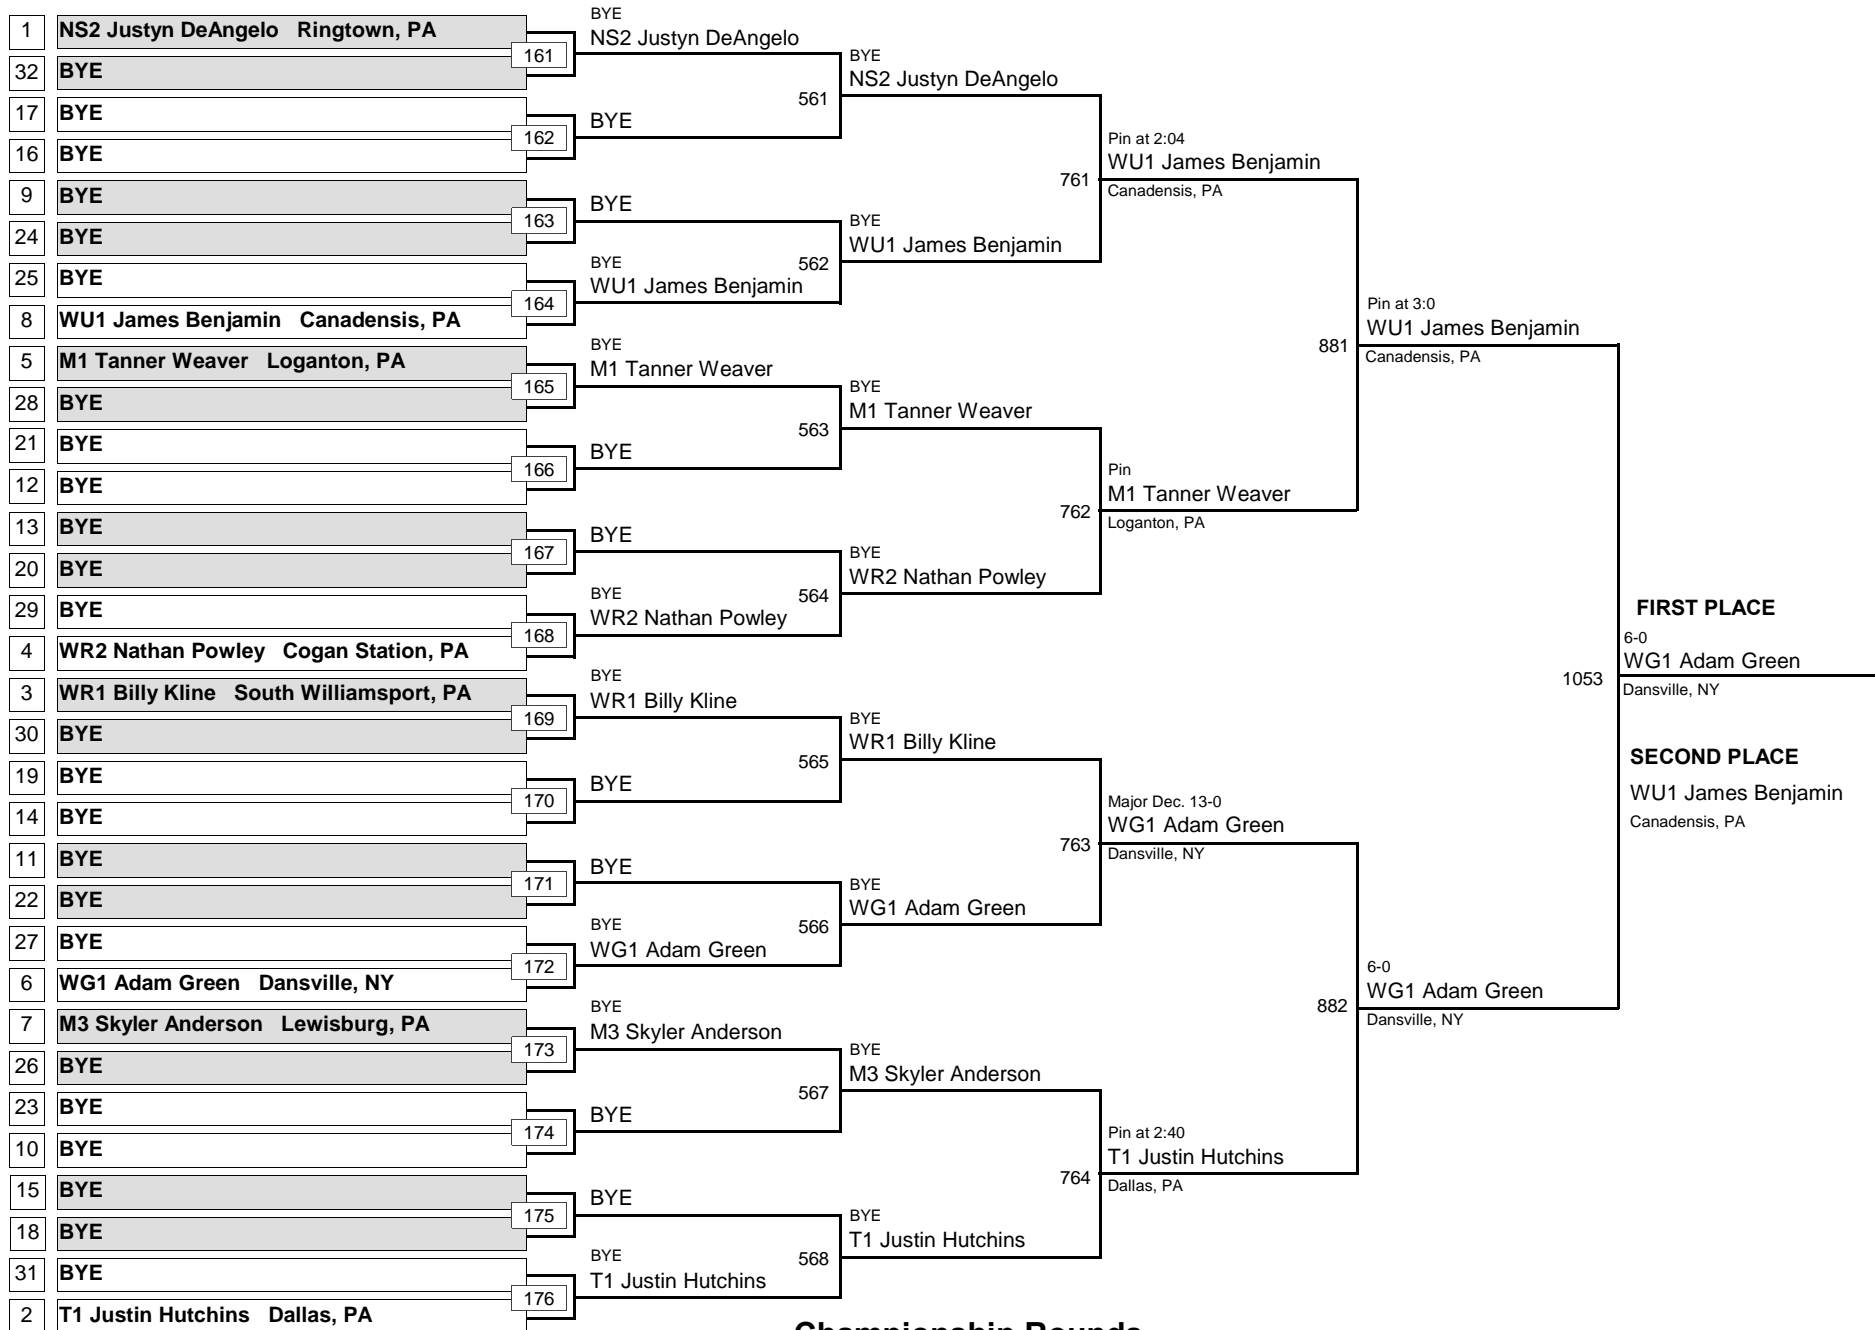 1 NS2 Justyn DeAngelo Ringtown, PA
32 BYE
161
17 BYE
16 BYE
162
9 BYE
24 BYE
163
25 BYE
8 WU1 James Benjamin Canadensis, PA
164
5 M1 Tanner Weaver Loganton, PA
28 BYE
165
21 BYE
12 BYE
166
13 BYE
20 BYE
167
29 BYE
4 WR2 Nathan Powley Cogan Station, PA
168
3 WR1 Billy Kline South Williamsport, PA
30 BYE
169
19 BYE
14 BYE
170
11 BYE
22 BYE
171
27 BYE
6 WG1 Adam Green Dansville, NY
172
7 M3 Skyler Anderson Lewisburg, PA
26 BYE
173
23 BYE
10 BYE
174
15 BYE
18 BYE
175
31 BYE
2 T1 Justin Hutchins Dallas, PA
176
BYE
NS2 Justyn DeAngelo
561
BYE
BYE
562
BYE
WU1 James Benjamin
BYE
M1 Tanner Weaver
563
BYE
BYE
564
BYE
WR2 Nathan Powley
BYE
WR1 Billy Kline
565
BYE
BYE
566
BYE
WG1 Adam Green
BYE
M3 Skyler Anderson
567
BYE
BYE
568
BYE
T1 Justin Hutchins
BYE
NS2 Justyn DeAngelo
761
BYE
WU1 James Benjamin
BYE
M1 Tanner Weaver
762
BYE
WR2 Nathan Powley
BYE
WR1 Billy Kline
763
BYE
WG1 Adam Green
BYE
M3 Skyler Anderson
764
BYE
T1 Justin Hutchins
Pin at 2:04
WU1 James Benjamin
Canadensis, PA
881
Pin
M1 Tanner Weaver
Loganton, PA
Major Dec. 13-0
WG1 Adam Green
Dansville, NY
882
Pin at 2:40
T1 Justin Hutchins
Dallas, PA
Pin at 3:0
WU1 James Benjamin
Canadensis, PA
1053
6-0
WG1 Adam Green
Dansville, NY
FIRST PLACE
6-0
WG1 Adam Green
Dansville, NY
SECOND PLACE
WU1 James Benjamin
Canadensis, PA
Championship Rounds